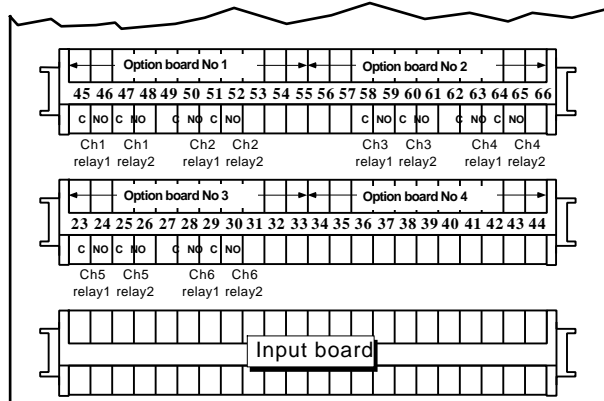 Option board No 1 Option board No 2
45 46 47 48 49 50 51 52 53 54 55 56 57 58 59 60 61 62 63 64 65 66
C NO C NO C NO C NO C NO C NO C NO C NO
Ch1 Ch1 Ch2 Ch2 Ch3 Ch3 Ch4 Ch4
relay1 relay2 relay1 relay2 relay1 relay2 relay1 relay2
Option board No 3 Option board No 4
23 24 25 26 27 28 29 30 31 32 33 34 35 36 37 38 39 40 41 42 43 44
C NO C NO C NO C NO
Ch5 Ch5 Ch6 Ch6
relay1 relay2 relay1 relay2
Input board